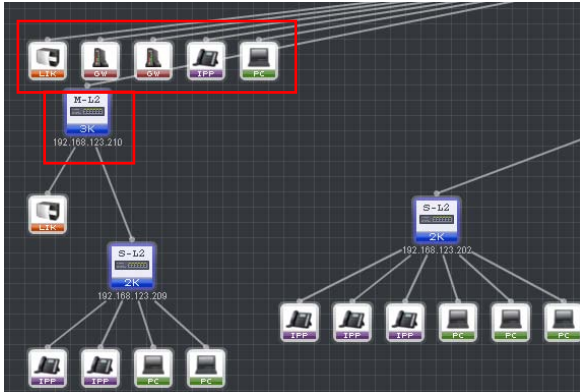 LIK GW GW IPP PC
M-L2
3K
192.168.123.210
LIK
S-L2
2K
192.168.123.202
S-L2
2K
192.168.123.209
IPP IPP IPP PC PC PC
IPP IPP PC PC